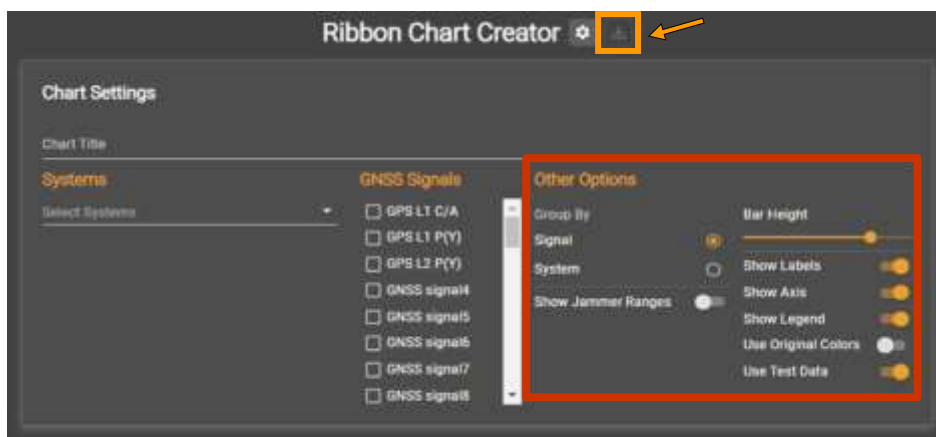 Ribbon Chart Creator
Chart Settings
Chart Title
Systems
Select Systems
GNSS Signals
GPS L1 C/A
GPS L1 P(Y)
GPS L2 P(Y)
GNSS signal4
GNSS signal5
GNSS signal6
GNSS signal7
GNSS signal8
Other Options
Group By
Signal
System
Show Jammer Ranges
Bar Height
Show Labels
Show Axis
Show Legend
Use Original Colors
Use Test Data